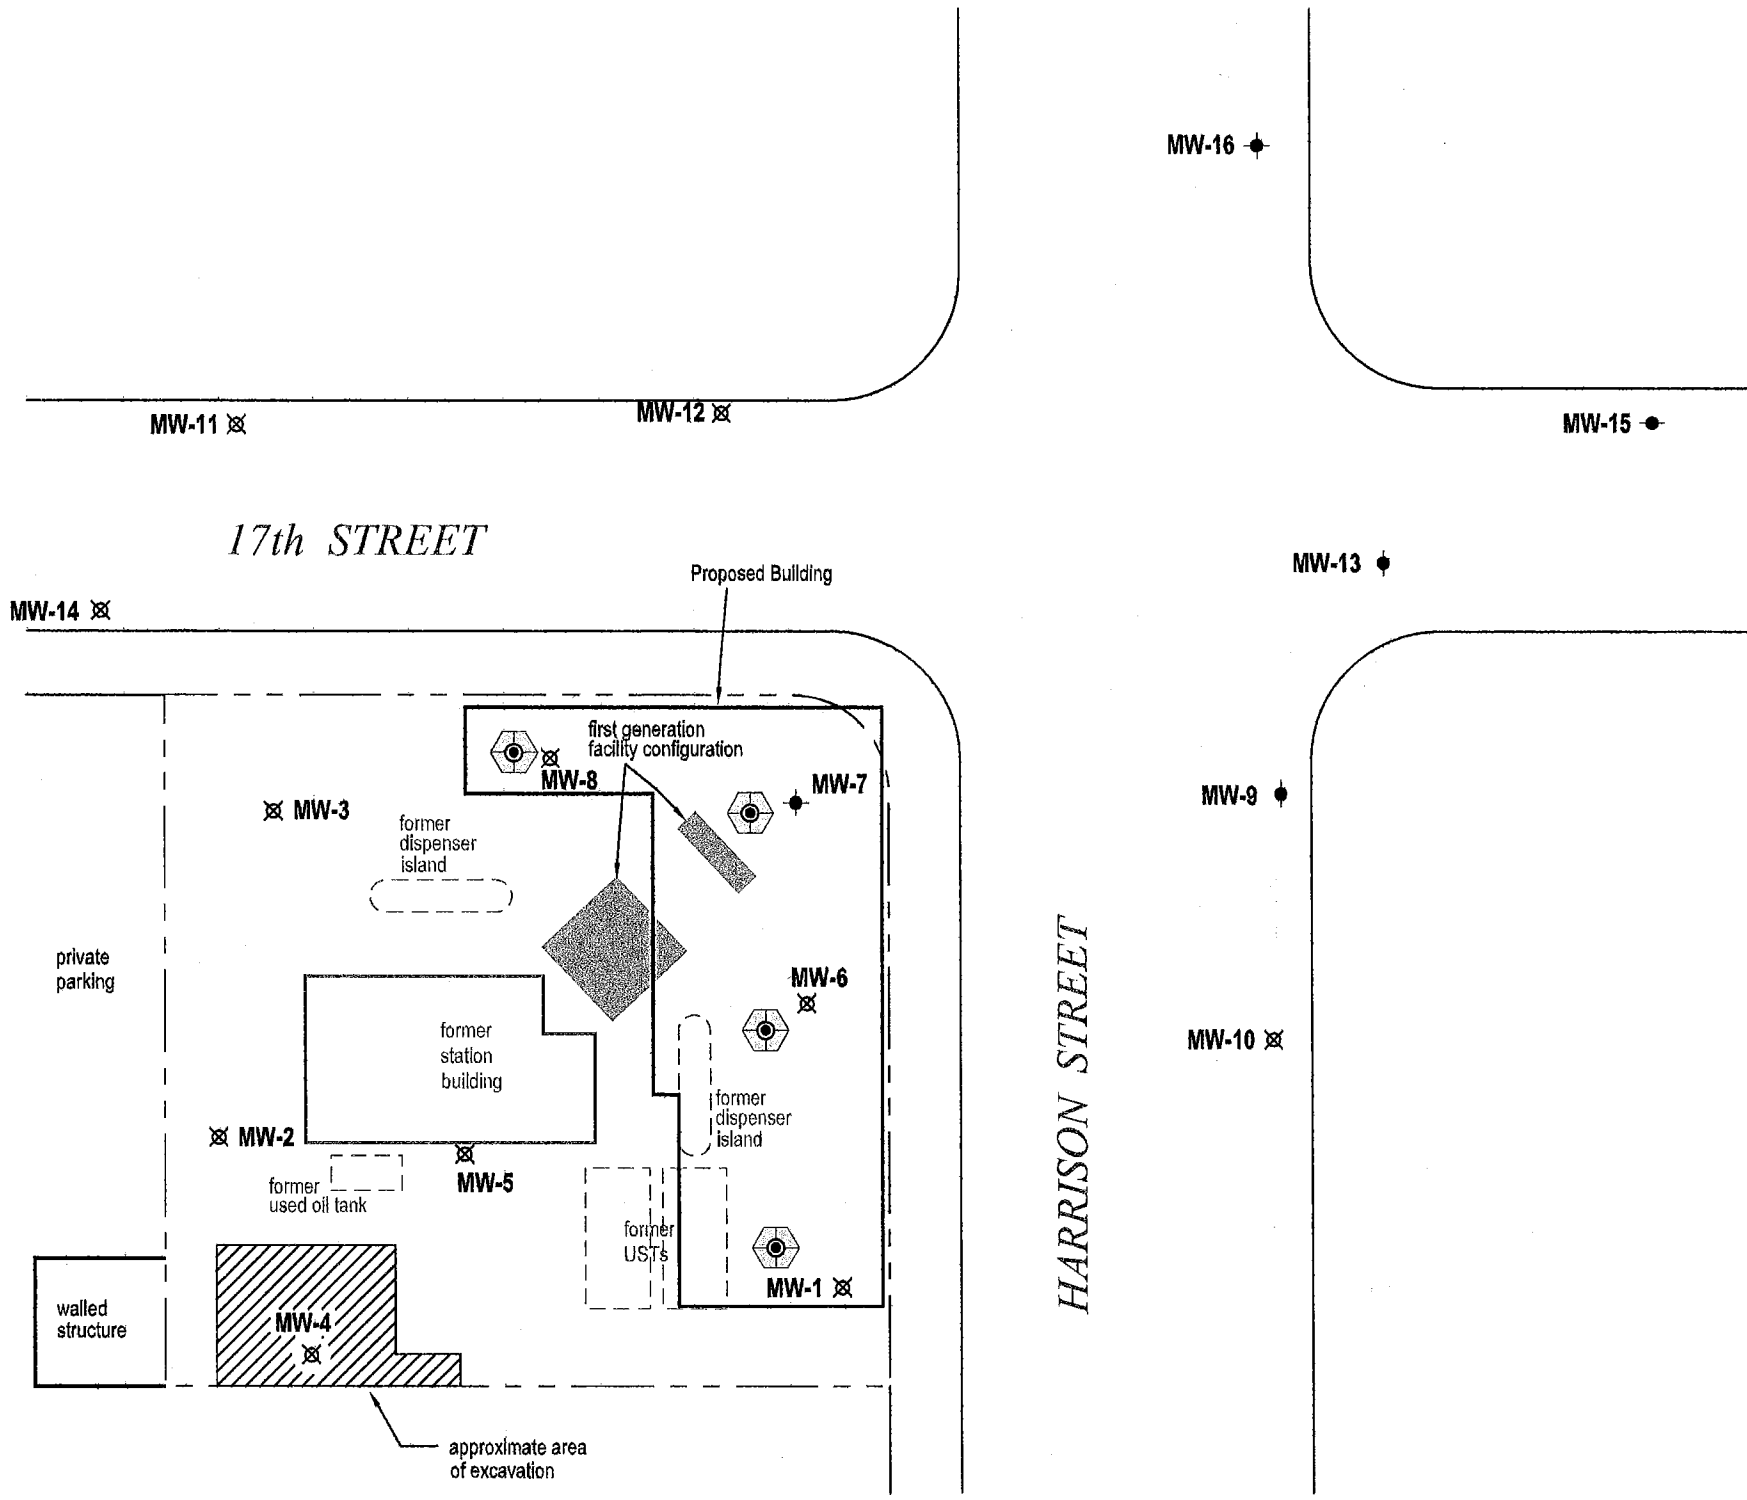 MW-16
MW-11
MW-12
MW-15
17th STREET
MW-13
Proposed Building
MW-14
first generation
facility configuration
MW-8
MW-7
MW-9
MW-3
former
dispenser
island
private
parking
MW-6
former
station
building
MW-10
HARRISON STREET
former
dispenser
island
MW-2
MW-5
former
used oil tank
former
USTs
MW-1
walled
structure
MW-4
approximate area
of excavation